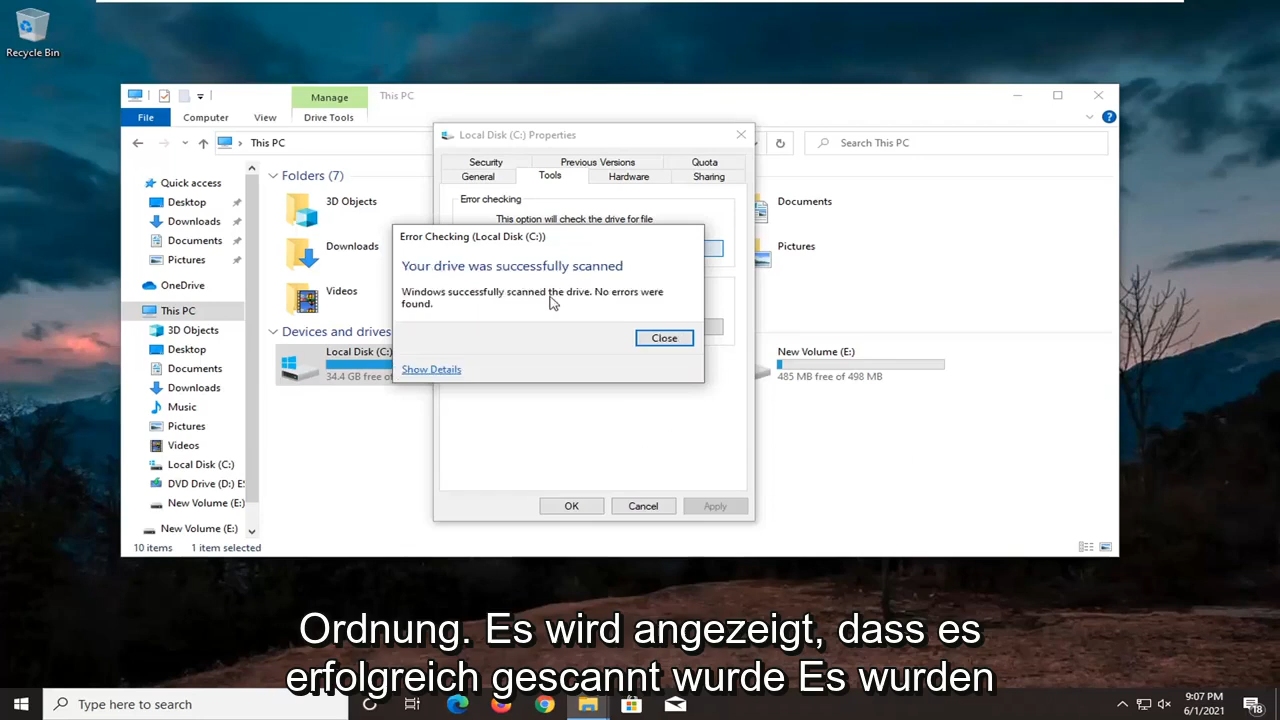 Recycle Bin
Manage
This PC
File
Computer
View
Drive Tools
This PC
Search This PC
Quick access
Desktop
Downloads
Documents
Pictures
OneDrive
This PC
3D Objects
Desktop
Documents
Downloads
Music
Pictures
Videos
Local Disk (C:)
DVD Drive (D:) ES
New Volume (E:)
New Volume (E:)
10 items
1 item selected
Folders (7)
3D Objects
Downloads
Videos
Documents
Pictures
Devices and drives
Local Disk (C:)
34.4 GB free of
New Volume (E:)
485 MB free of 498 MB
Local Disk (C:) Properties
Security
Previous Versions
Quota
General
Tools
Hardware
Sharing
Error checking
This option will check the drive for file
Error Checking (Local Disk (C:))
Your drive was successfully scanned
Windows successfully scanned the drive. No errors were
found.
Close
Show Details
OK
Cancel
Apply
Ordnung. Es wird angezeigt, dass es
erfolgreich gescannt wurde Es wurden
Type here to search
9:07 PM
6/1/2021
18